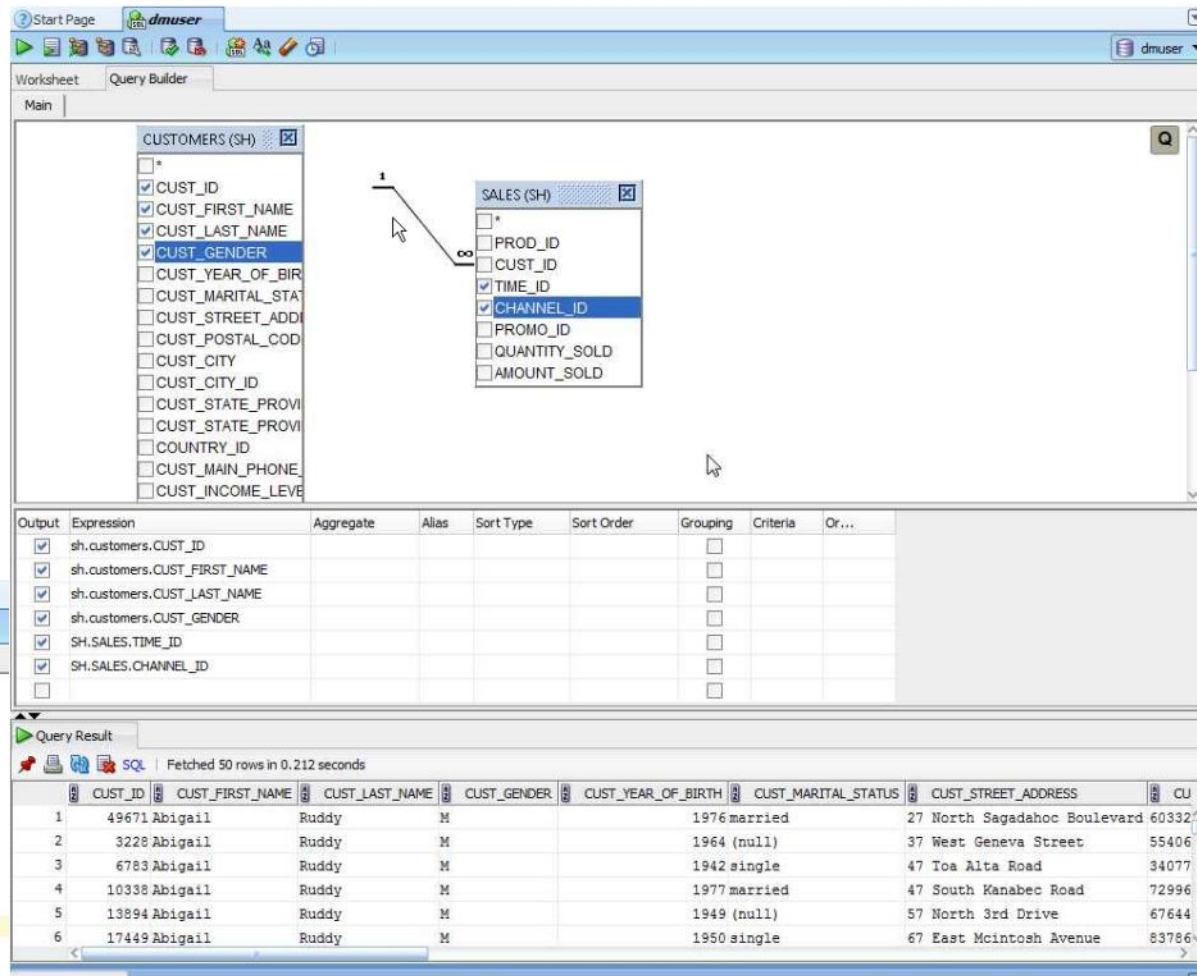 Start Page dmuser
dmuser
Worksheet Query Builder
Main
CUSTOMERS (SH)
*
CUST_ID
CUST_FIRST_NAME
CUST_LAST_NAME
CUST_GENDER
CUST_YEAR_OF_BIR
CUST_MARITAL_STAT
CUST_STREET_ADD
CUST_POSTAL_COD
CUST_CITY
CUST_CITY_ID
CUST_STATE_PROVI
CUST_STATE_PROVI
COUNTRY_ID
CUST_MAIN_PHONE_
CUST_INCOME_LEVE
1
∞
SALES (SH)
*
PROD_ID
CUST_ID
TIME_ID
CHANNEL_ID
PROMO_ID
QUANTITY_SOLD
AMOUNT_SOLD
Q
Output Expression Aggregate Alias Sort Type Sort Order Grouping Criteria Or...
sh.customers.CUST_ID
sh.customers.CUST_FIRST_NAME
sh.customers.CUST_LAST_NAME
sh.customers.CUST_GENDER
SH.SALES.TIME_ID
SH.SALES.CHANNEL_ID
Query Result
SQL | Fetched 50 rows in 0.212 seconds
CUST_ID CUST_FIRST_NAME CUST_LAST_NAME CUST_GENDER CUST_YEAR_OF_BIRTH CUST_MARITAL_STATUS CUST_STREET_ADDRESS CU
1 49671 Abigail Ruddy M 1976 married 27 North Sagadahoc Boulevard 60332
2 3228 Abigail Ruddy M 1964 (null) 37 West Geneva Street 55406
3 6783 Abigail Ruddy M 1942 single 47 Toa Alta Road 34077
4 10338 Abigail Ruddy M 1977 married 47 South Kanabec Road 72996
5 13894 Abigail Ruddy M 1949 (null) 57 North 3rd Drive 67644
6 17449 Abigail Ruddy M 1950 single 67 East Mcintosh Avenue 83786